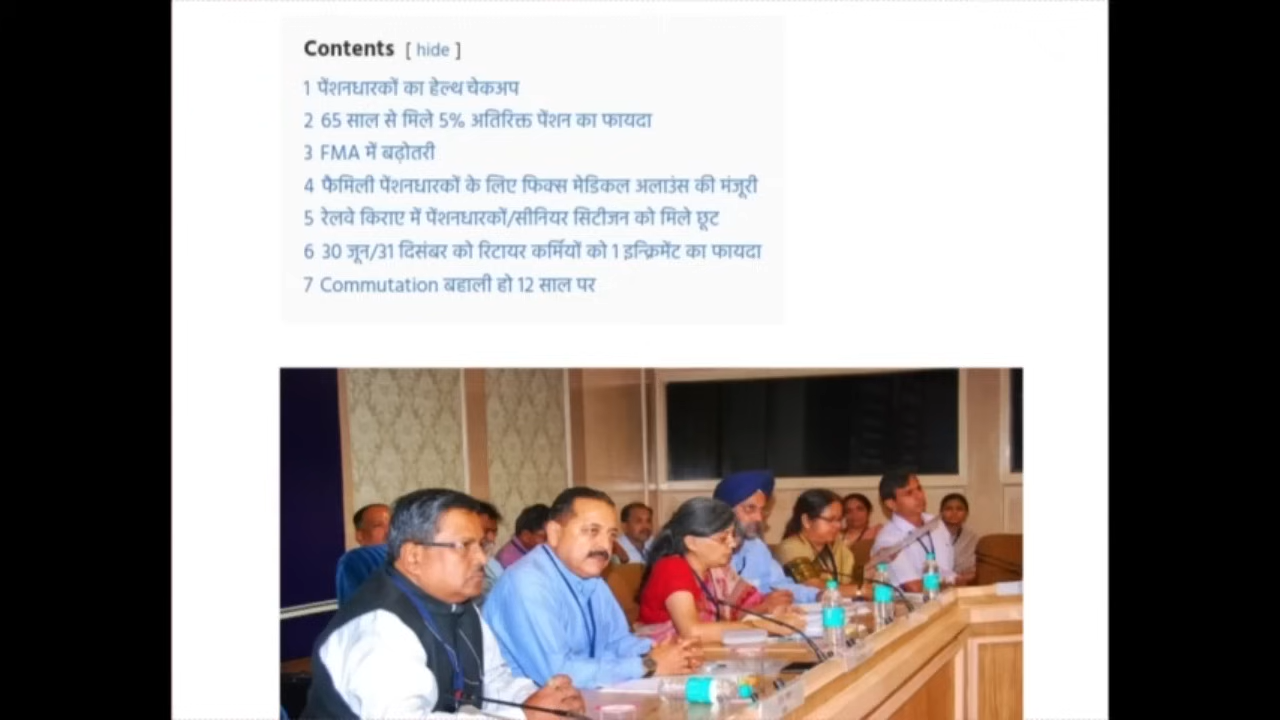 Contents [ hide ]
1 पेंशनधारकों का हेल्थ चेकअप
2 65 साल से मिले 5% अतिरिक्त पेंशन का फायदा
3 FMA में बढ़ोतरी
4 फैमिली पेंशनधारकों के लिए फिक्स मेडिकल अलाउंस की मंजूरी
5 रेलवे किराए में पेंशनधारकों/सीनियर सिटीजन को मिले छूट
6 30 जून/31 दिसंबर को रिटायर कर्मियों को 1 इन्क्रिमेंट का फायदा
7 Commutation बहाली हो 12 साल पर